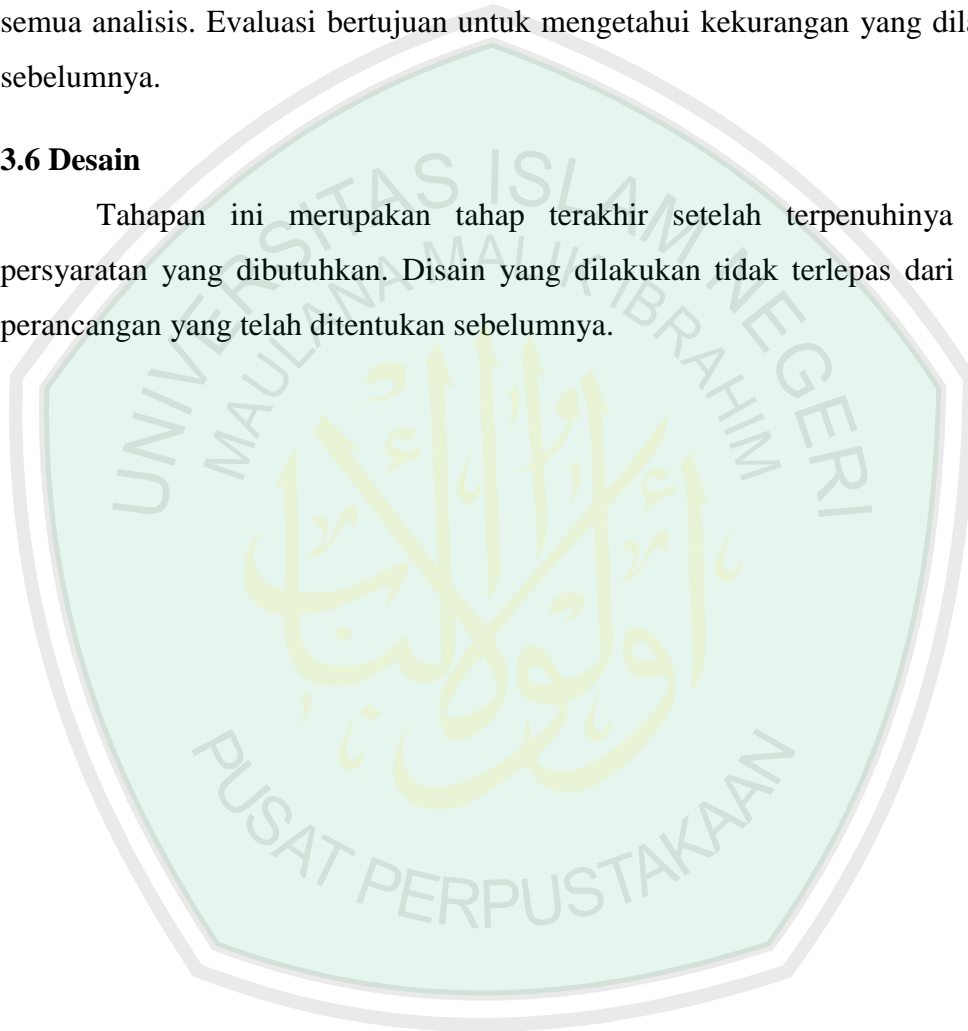 semua analisis. Evaluasi bertujuan untuk mengetahui kekurangan yang
sebelumnya.
3.6 Desain
Tahapan ini merupakan tahap terakhir setelah terpenuhinya
persyaratan yang dibutuhkan. Disain yang dilakukan tidak terlepas dari
perancangan yang telah ditentukan sebelumnya.
UNIVERSITAS ISLAM NEGERI
MAULANA MALIK IBRAHIM
PUSAT PERPUSTAKAAN